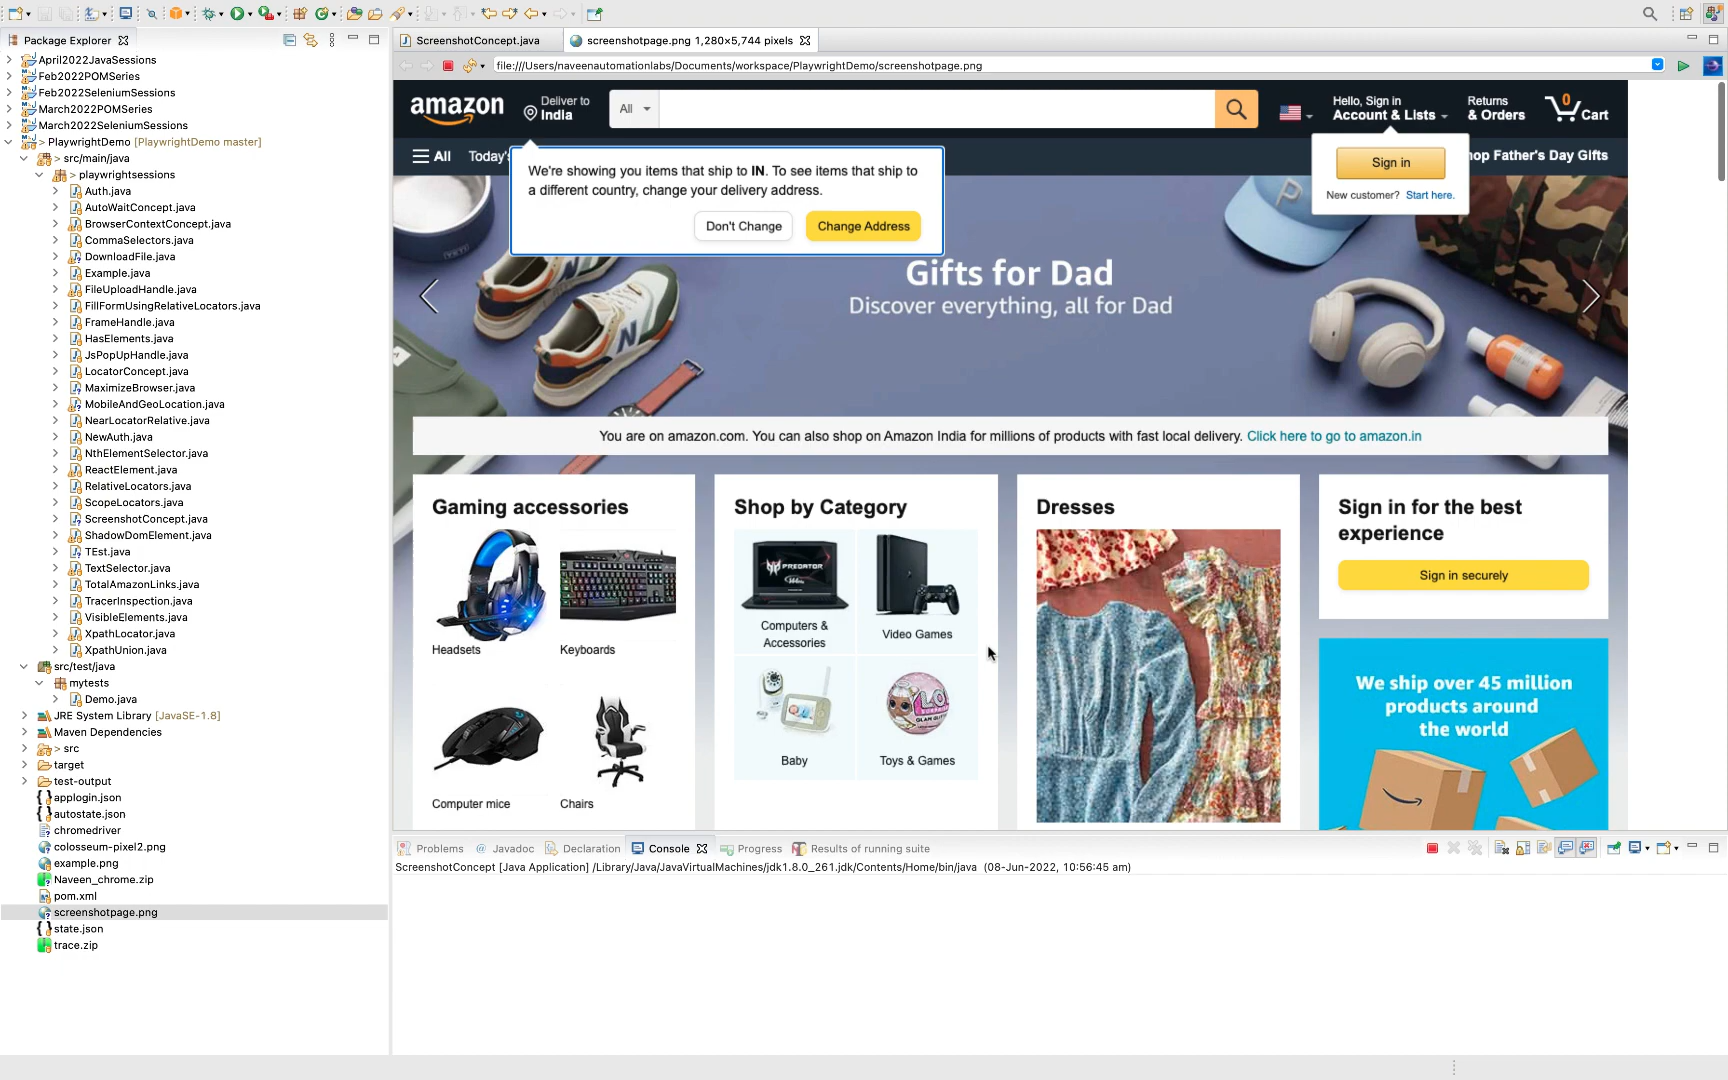 Package Explorer
ScreenshotConcept.java
screenshotpage.png 1,280×5,744 pixels
file:///Users/naveenautomationlabs/Documents/workspace/PlaywrightDemo/screenshotpage.png
April2022JavaSessions
Feb2022POMSeries
Feb2022SeleniumSessions
March2022POMSeries
March2022SeleniumSessions
> PlaywrightDemo [PlaywrightDemo master]
> src/main/java
> playwrightsessions
Auth.java
AutoWaitConcept.java
BrowserContextConcept.java
CommaSelectors.java
DownloadFile.java
Example.java
FileUploadHandle.java
FillFormUsingRelativeLocators.java
FrameHandle.java
HasElements.java
JsPopUpHandle.java
LocatorConcept.java
MaximizeBrowser.java
MobileAndGeoLocation.java
NearLocatorRelative.java
NewAuth.java
NthElementSelector.java
ReactElement.java
RelativeLocators.java
ScopeLocators.java
ScreenshotConcept.java
ShadowDomElement.java
TEst.java
TextSelector.java
TotalAmazonLinks.java
TracerInspection.java
VisibleElements.java
XpathLocator.java
XpathUnion.java
src/test/java
mytests
Demo.java
JRE System Library [JavaSE-1.8]
Maven Dependencies
> src
target
test-output
applogin.json
autostate.json
chromedriver
colosseum-pixel2.png
example.png
Naveen_chrome.zip
pom.xml
screenshotpage.png
state.json
trace.zip
amazon
Deliver to
India
All
Hello, Sign in
Account & Lists
Returns
& Orders
0
Cart
All
Today's
op Father's Day Gifts
Sign in
New customer? Start here.
We're showing you items that ship to IN. To see items that ship to
a different country, change your delivery address.
Don't Change
Change Address
Gifts for Dad
Discover everything, all for Dad
You are on amazon.com. You can also shop on Amazon India for millions of products with fast local delivery. Click here to go to amazon.in
Gaming accessories
Headsets
Keyboards
Computer mice
Chairs
Shop by Category
PREDATOR
Computers &
Accessories
Video Games
Baby
Toys & Games
Dresses
Sign in for the best
experience
Sign in securely
We ship over 45 million
products around
the world
Problems
Javadoc
Declaration
Console
Progress
Results of running suite
ScreenshotConcept [Java Application] /Library/Java/JavaVirtualMachines/jdk1.8.0_261.jdk/Contents/Home/bin/java (08-Jun-2022, 10:56:45 am)